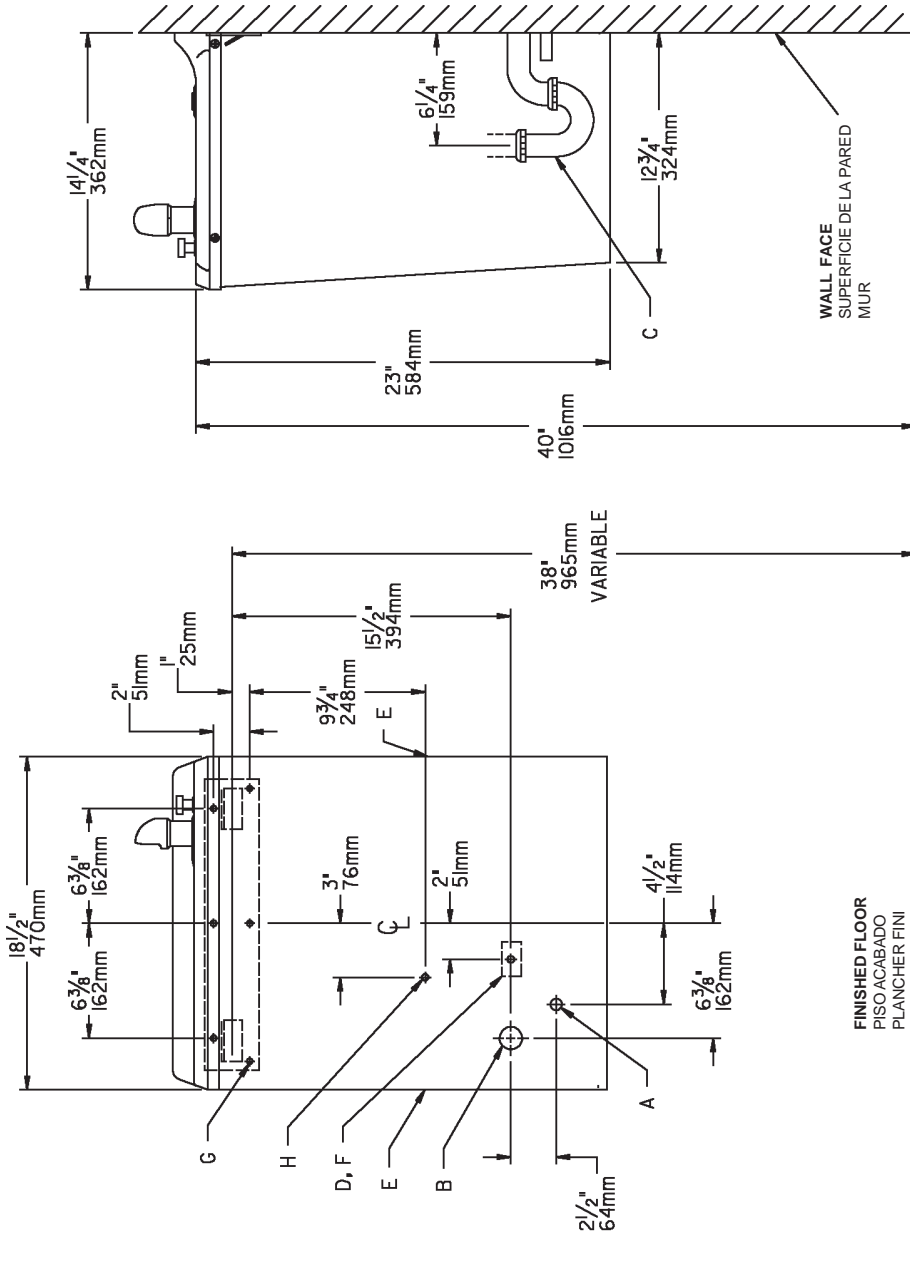 18 1/2"
470mm
6 3/8"
162mm
6 3/8"
162mm
2"
51mm
1"
25mm
9 3/4"
248mm
15 1/2"
394mm
38"
965mm
VARIABLE
3"
76mm
CL
2"
51mm
4 1/2"
114mm
6 3/8"
162mm
2 1/2"
64mm
G
H
D, F
E
B
A
E
FINISHED FLOOR
PISO ACABADO
PLANCHER FINI
14 1/4"
362mm
6 1/4"
159mm
12 3/4"
324mm
23"
584mm
40"
1016mm
C
WALL FACE
SUPERFICIE DE LA PARED
MUR